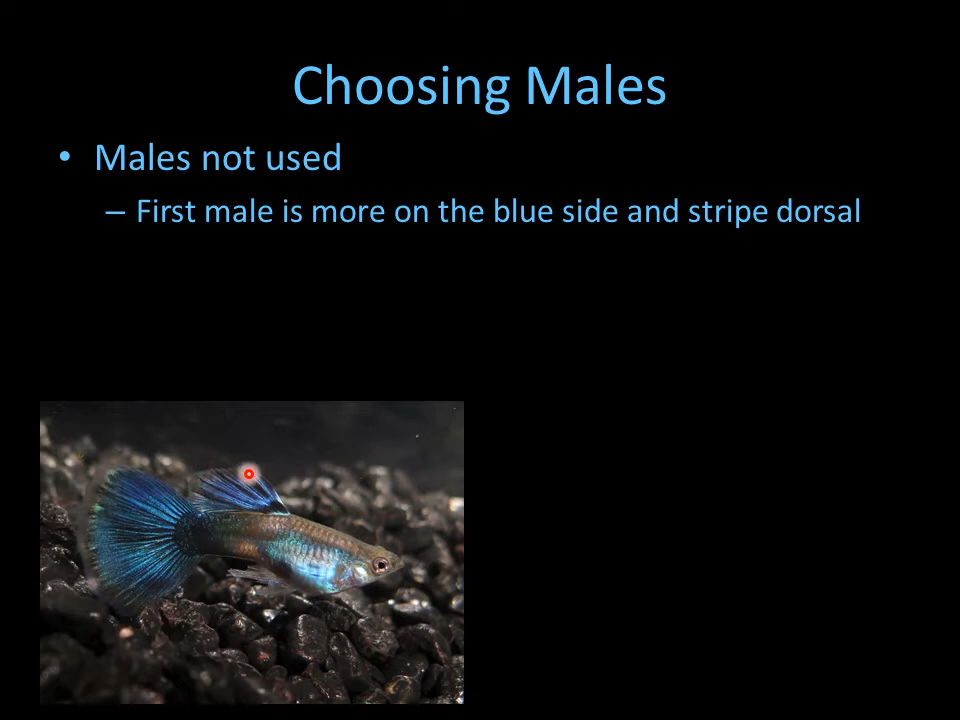 Choosing Males
• Males not used
– First male is more on the blue side and stripe dorsal